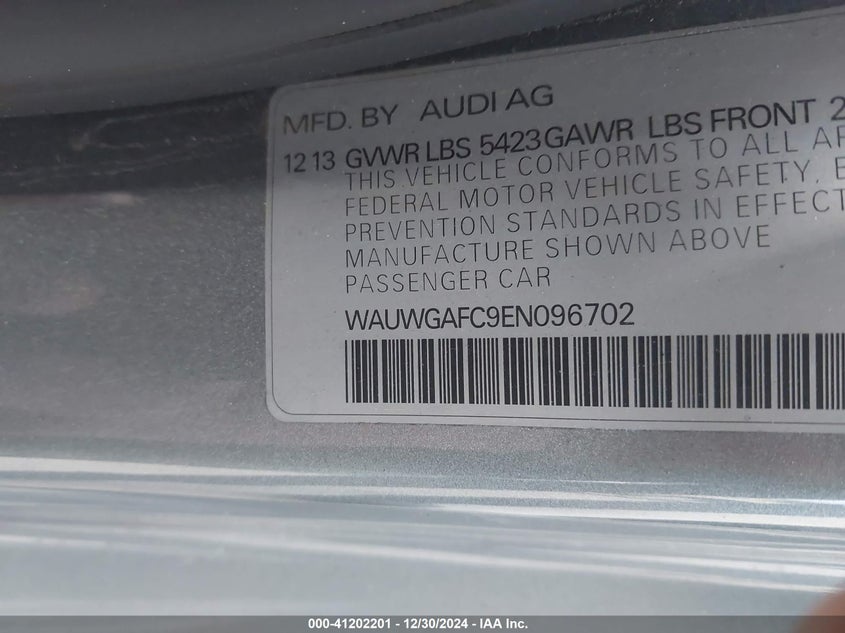 MFD. BY AUDI AG
12 13 GVWR LBS 5423 GAWR LBS FRONT 2
THIS VEHICLE CONFORMS TO ALL AP
FEDERAL MOTOR VEHICLE SAFETY, B
PREVENTION STANDARDS IN EFFECT
MANUFACTURE SHOWN ABOVE
PASSENGER CAR
WAUWGAFC9EN096702
000-41202201 - 12/30/2024 - IAA Inc.